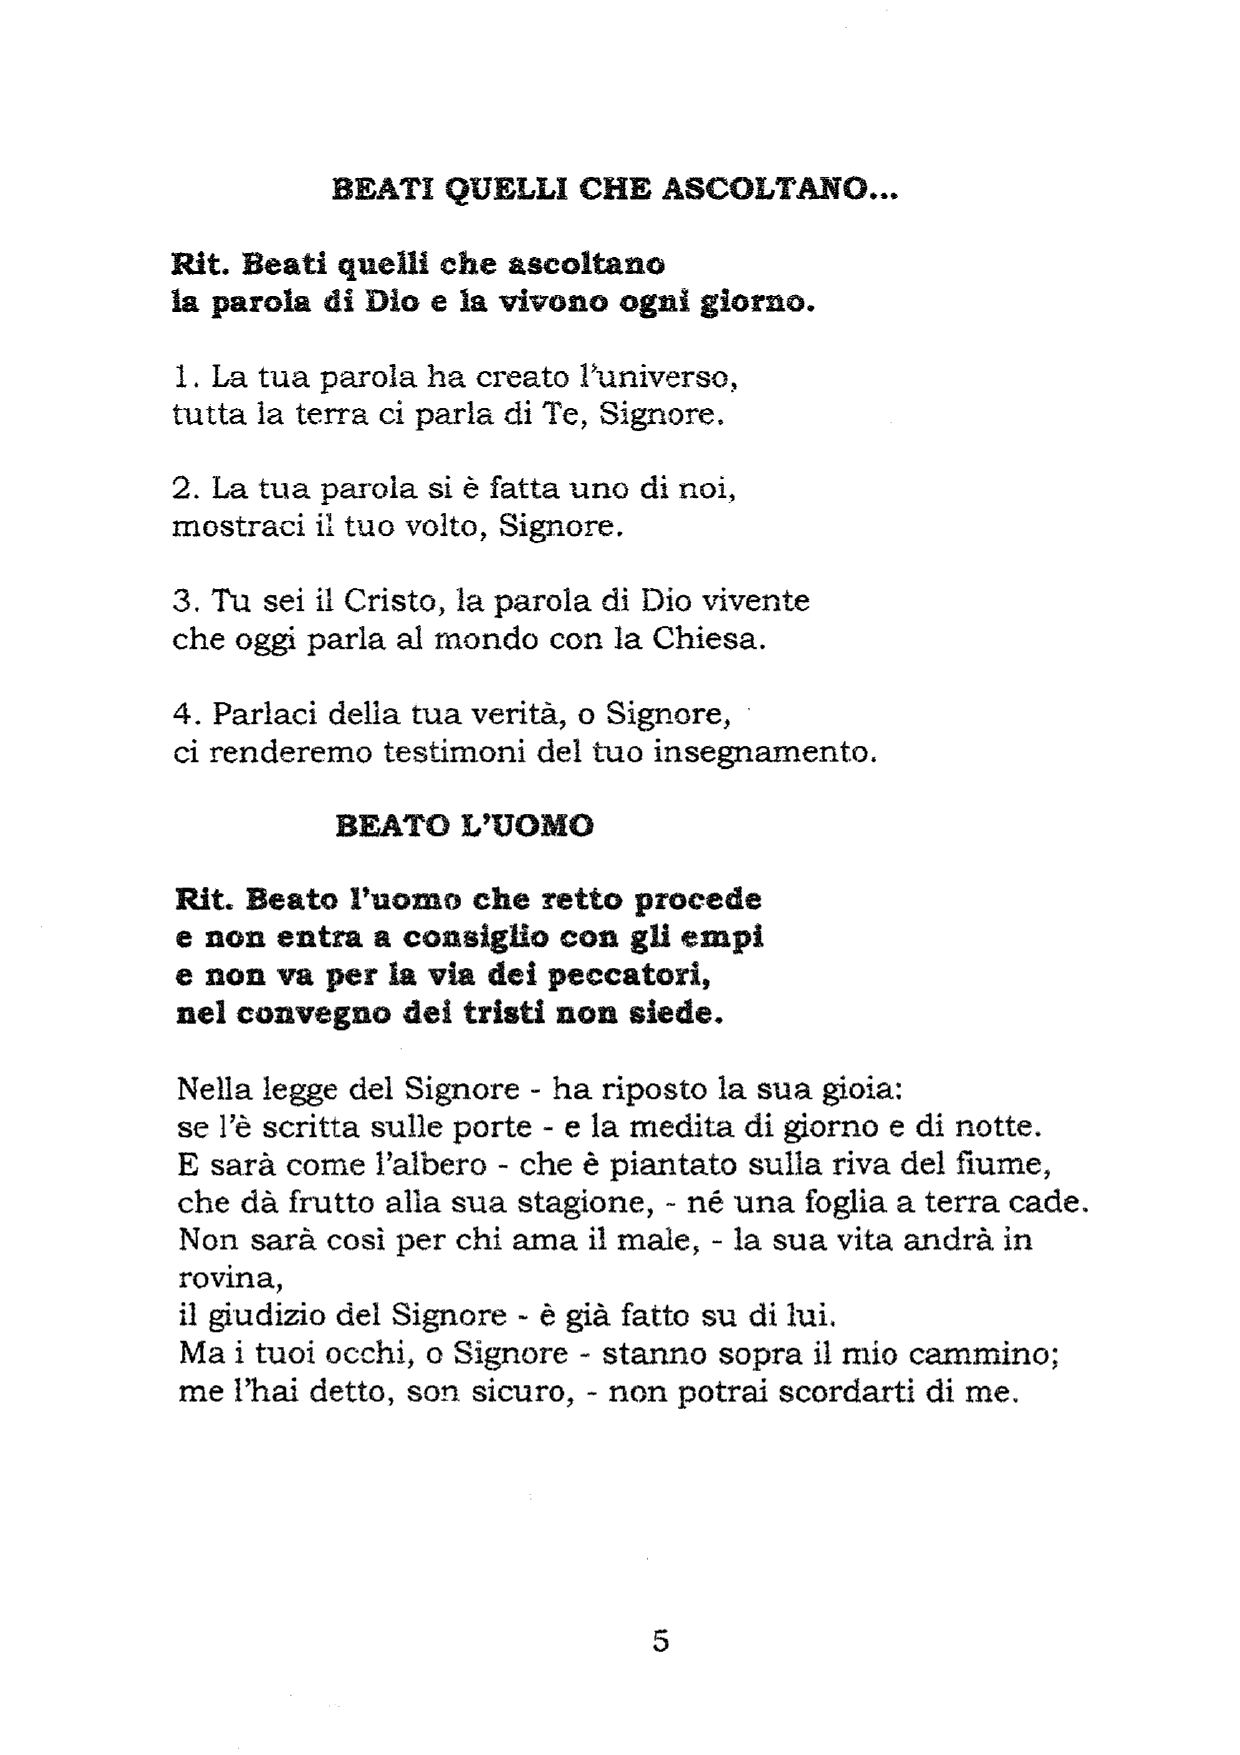 BEATI QUELLI CHE ASCOLTANO...
Rit. Beati quelli che ascoltano
la parola di Dio e la vivono ogni giorno.
1. La tua parola ha creato l'universo,
tutta la terra ci parla di Te, Signore.
2. La tua parola si è fatta uno di noi,
mostraci il tuo volto, Signore.
3. Tu sei il Cristo, la parola di Dio vivente
che oggi parla al mondo con la Chiesa.
4. Parlaci della tua verità, o Signore,
ci renderemo testimoni del tuo insegnamento.
BEATO L'UOMO
Rit. Beato l'uomo che retto procede
e non entra a consiglio con gli empi
e non va per la via dei peccatori,
nel convegno dei tristi non siede.
Nella legge del Signore - ha riposto la sua gioia:
se l'è scritta sulle porte - e la medita di giorno e di notte.
E sarà come l'albero - che è piantato sulla riva del fiume,
che dà frutto alla sua stagione, - né una foglia a terra cade.
Non sarà così per chi ama il male, - la sua vita andrà in
rovina,
il giudizio del Signore - è già fatto su di lui.
Ma i tuoi occhi, o Signore - stanno sopra il mio cammino;
me l'hai detto, son sicuro, - non potrai scordarti di me.
5